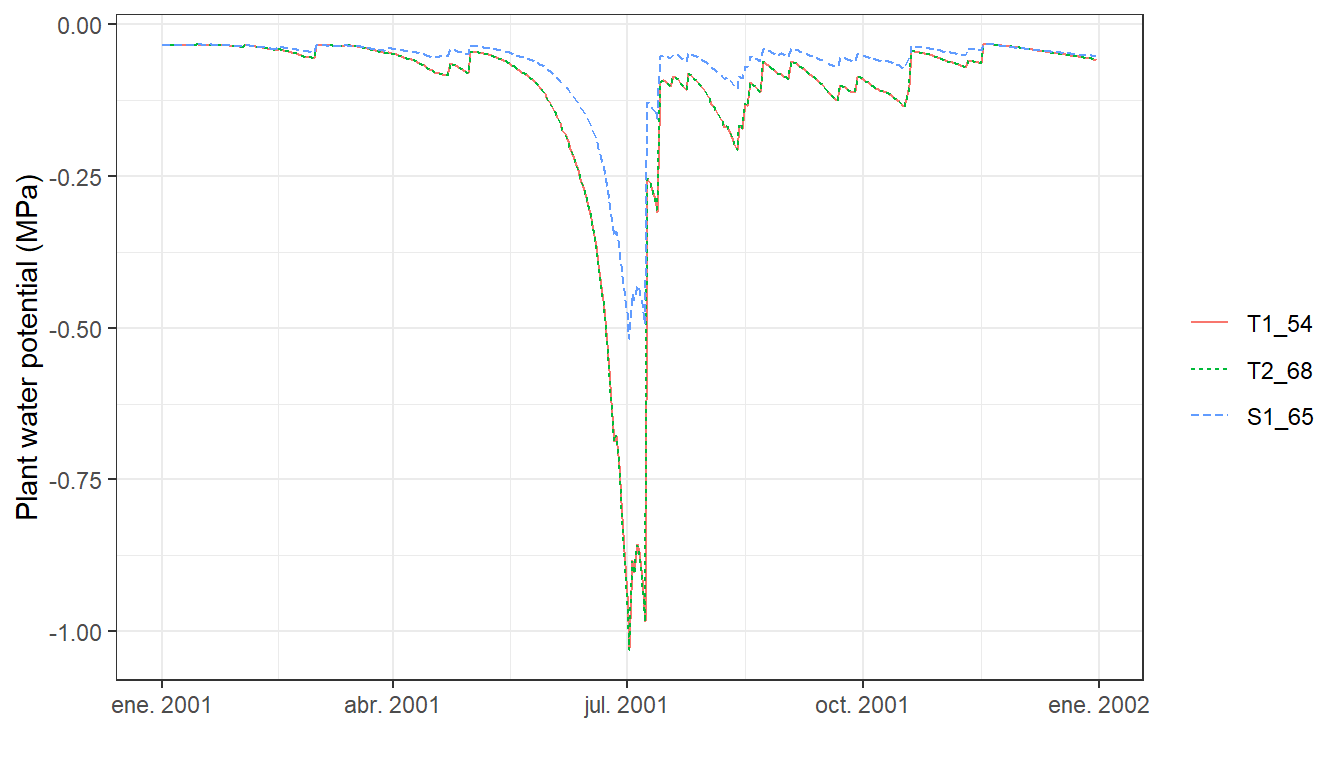 Plant water potential (MPa)
0.00
-0.25
-0.50
-0.75
-1.00
ene. 2001
abr. 2001
jul. 2001
oct. 2001
ene. 2002
T1_54
T2_68
S1_65